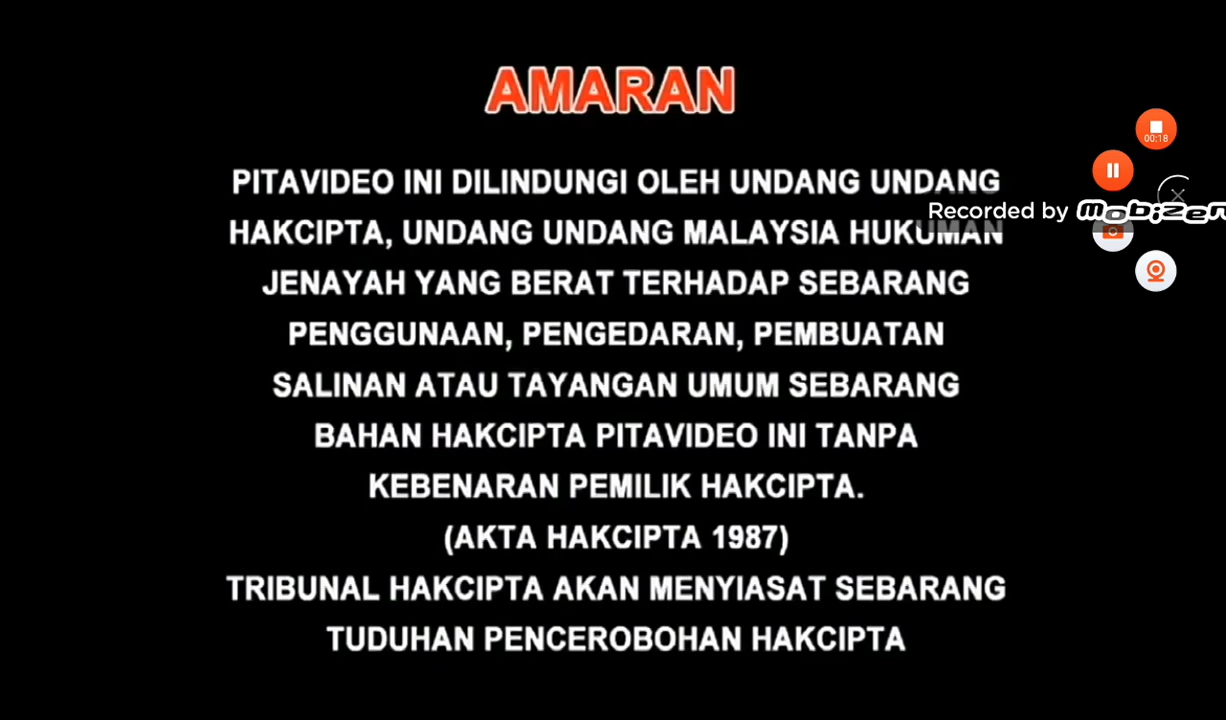 AMARAN
PITAVIDEO INI DILINDUNGI OLEH UNDANG UNDANG
HAKCIPTA, UNDANG UNDANG MALAYSIA HUKUMAN
JENAYAH YANG BERAT TERHADAP SEBARANG
PENGGUNAAN, PENGEDARAN, PEMBUATAN
SALINAN ATAU TAYANGAN UMUM SEBARANG
BAHAN HAKCIPTA PITAVIDEO INI TANPA
KEBENARAN PEMILIK HAKCIPTA.
(AKTA HAKCIPTA 1987)
TRIBUNAL HAKCIPTA AKAN MENYIASAT SEBARANG
TUDUHAN PENCEROBOHAN HAKCIPTA
00:18
Recorded by Mobizen